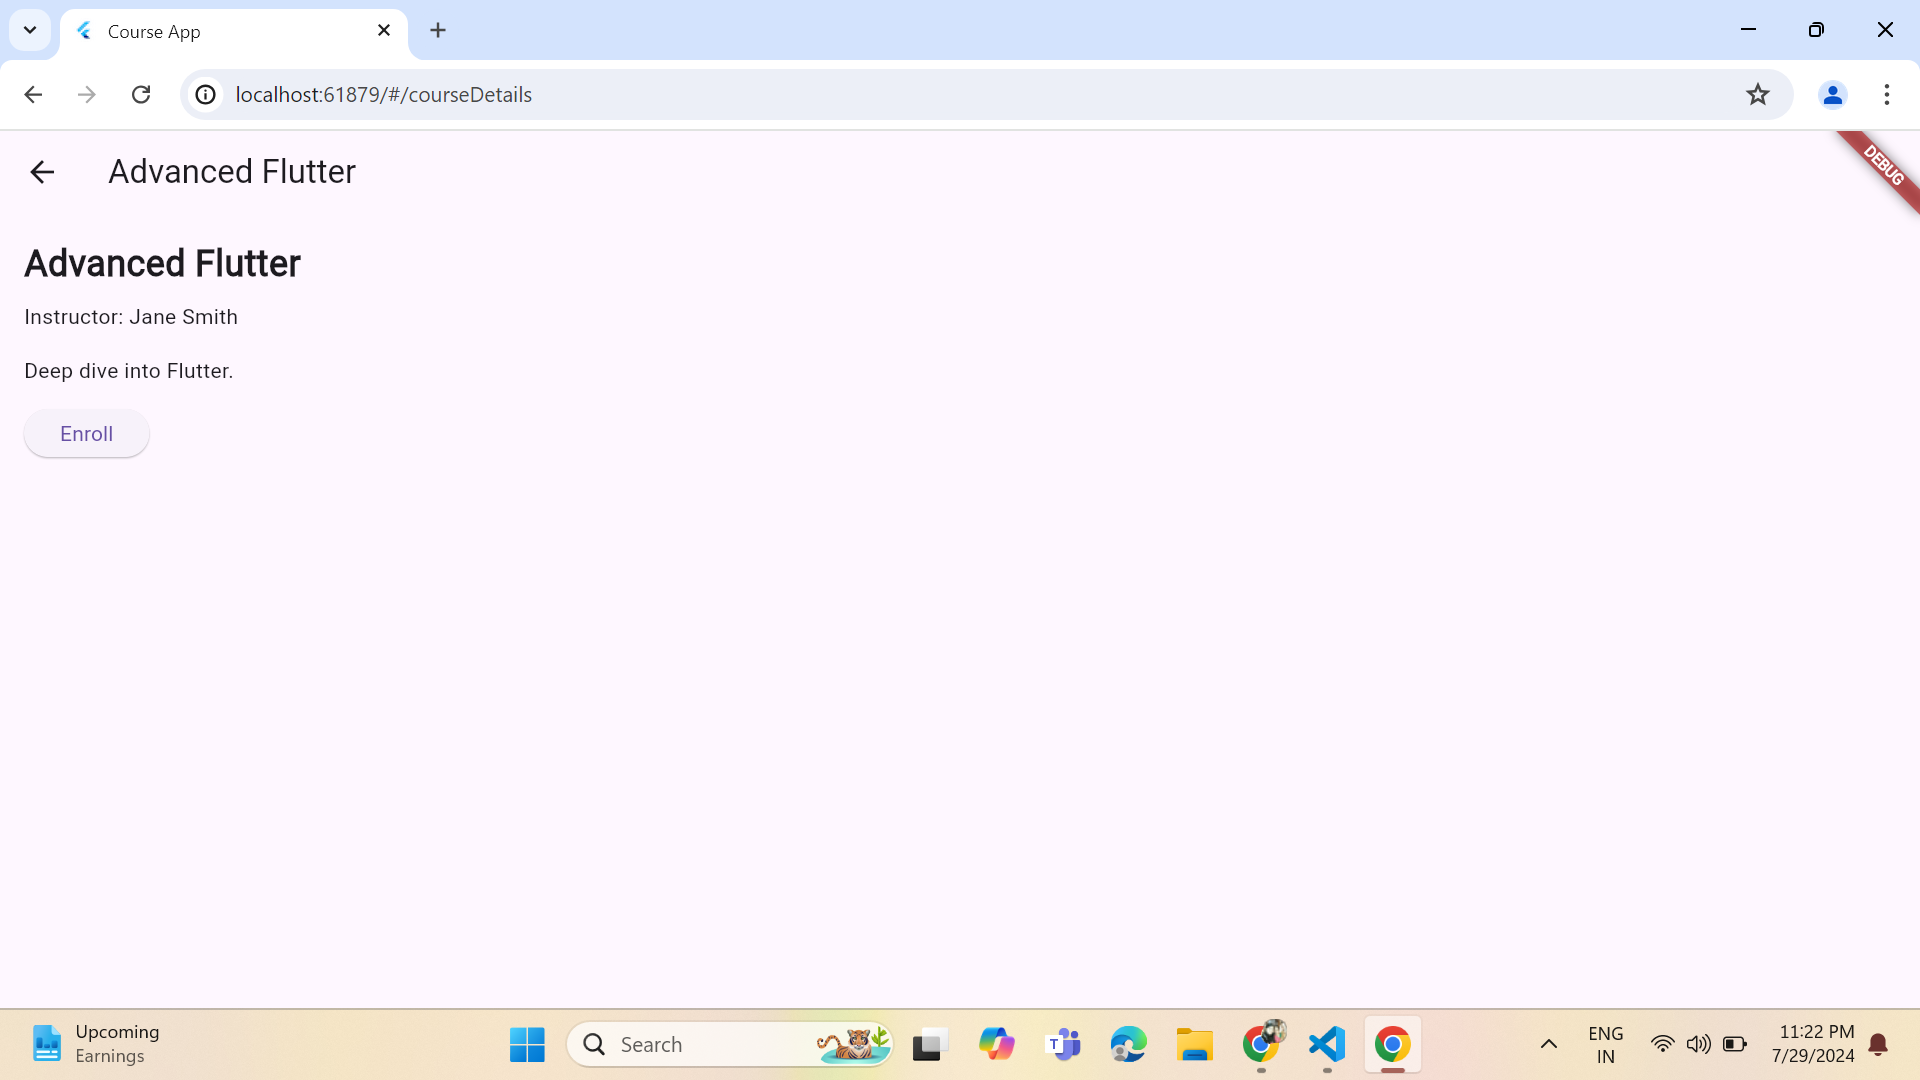 Course App
localhost:61879/#/courseDetails
Advanced Flutter
DEBUG
Advanced Flutter
Instructor: Jane Smith
Deep dive into Flutter.
Enroll
Upcoming
Earnings
Search
T
ENG
IN
11:22 PM
7/29/2024